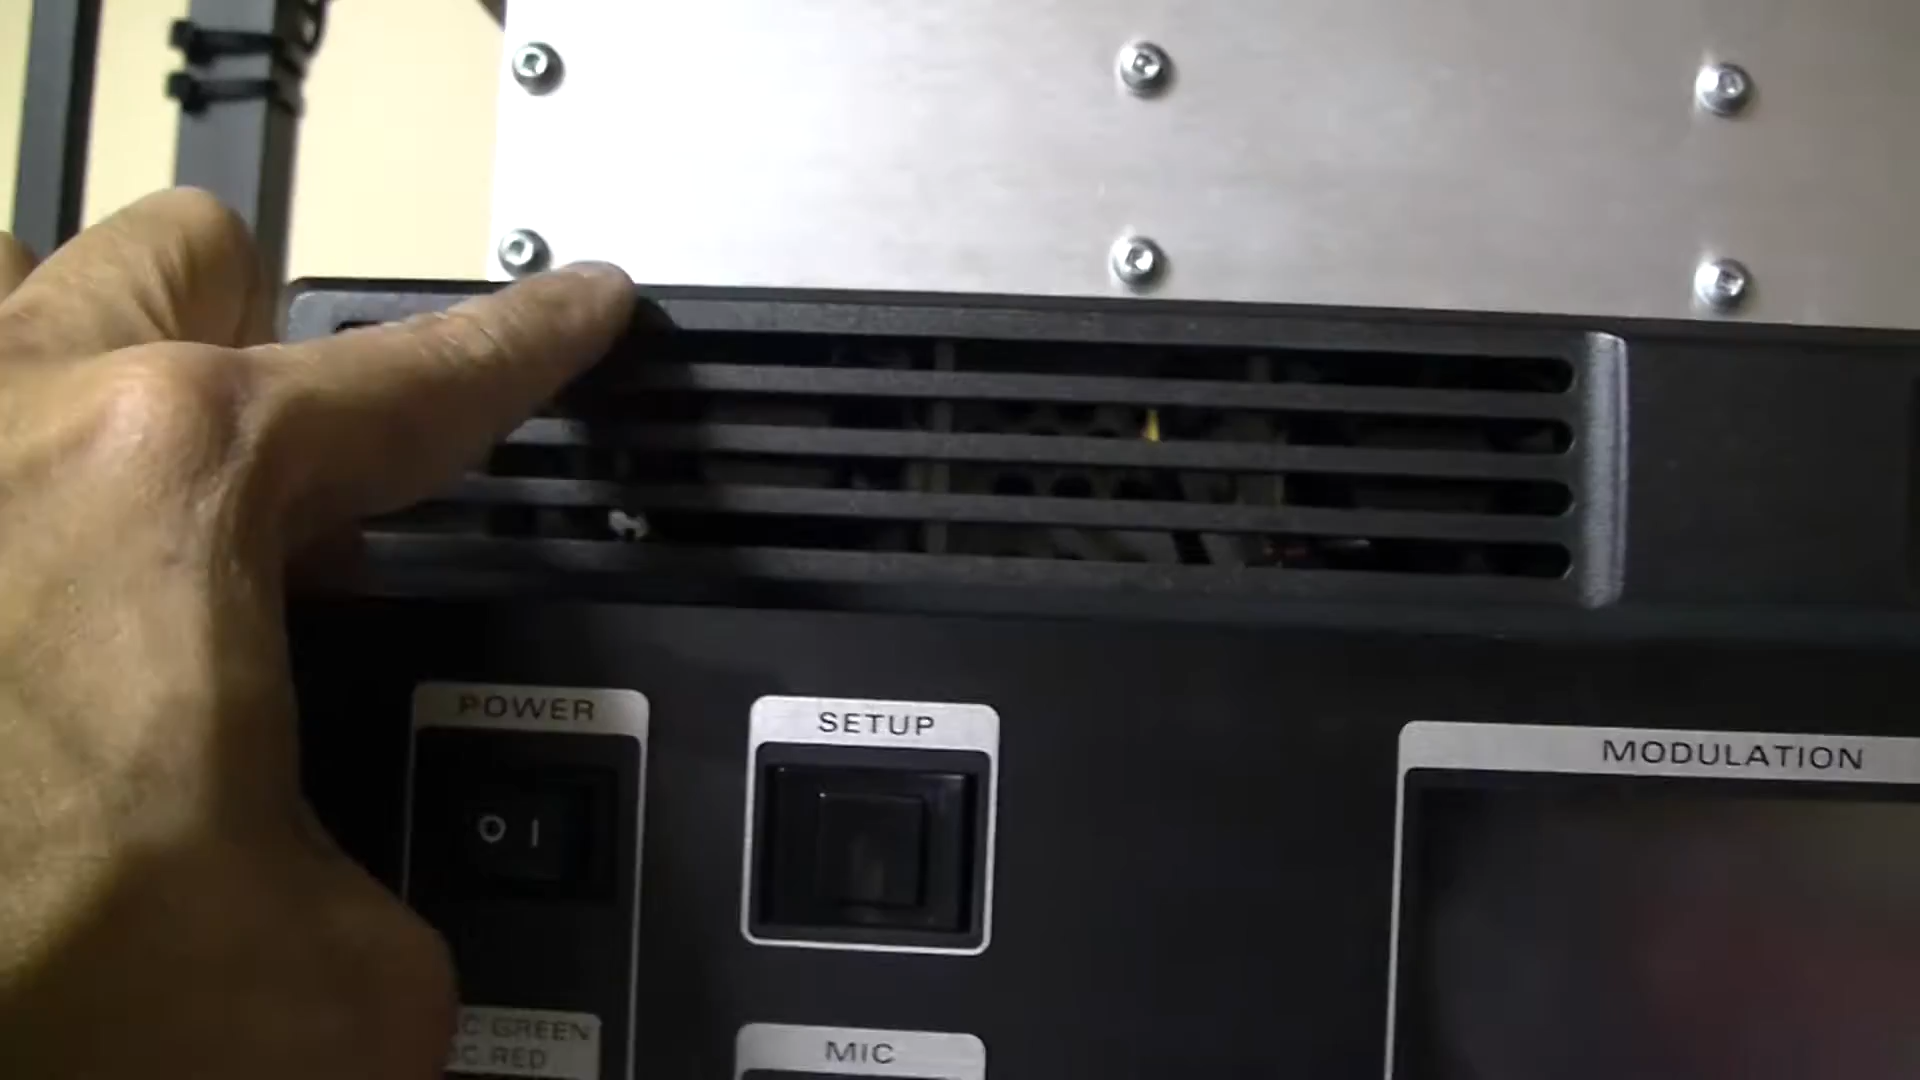 POWER
SETUP
MODULATION
O I
C GREEN
C RED
MIC